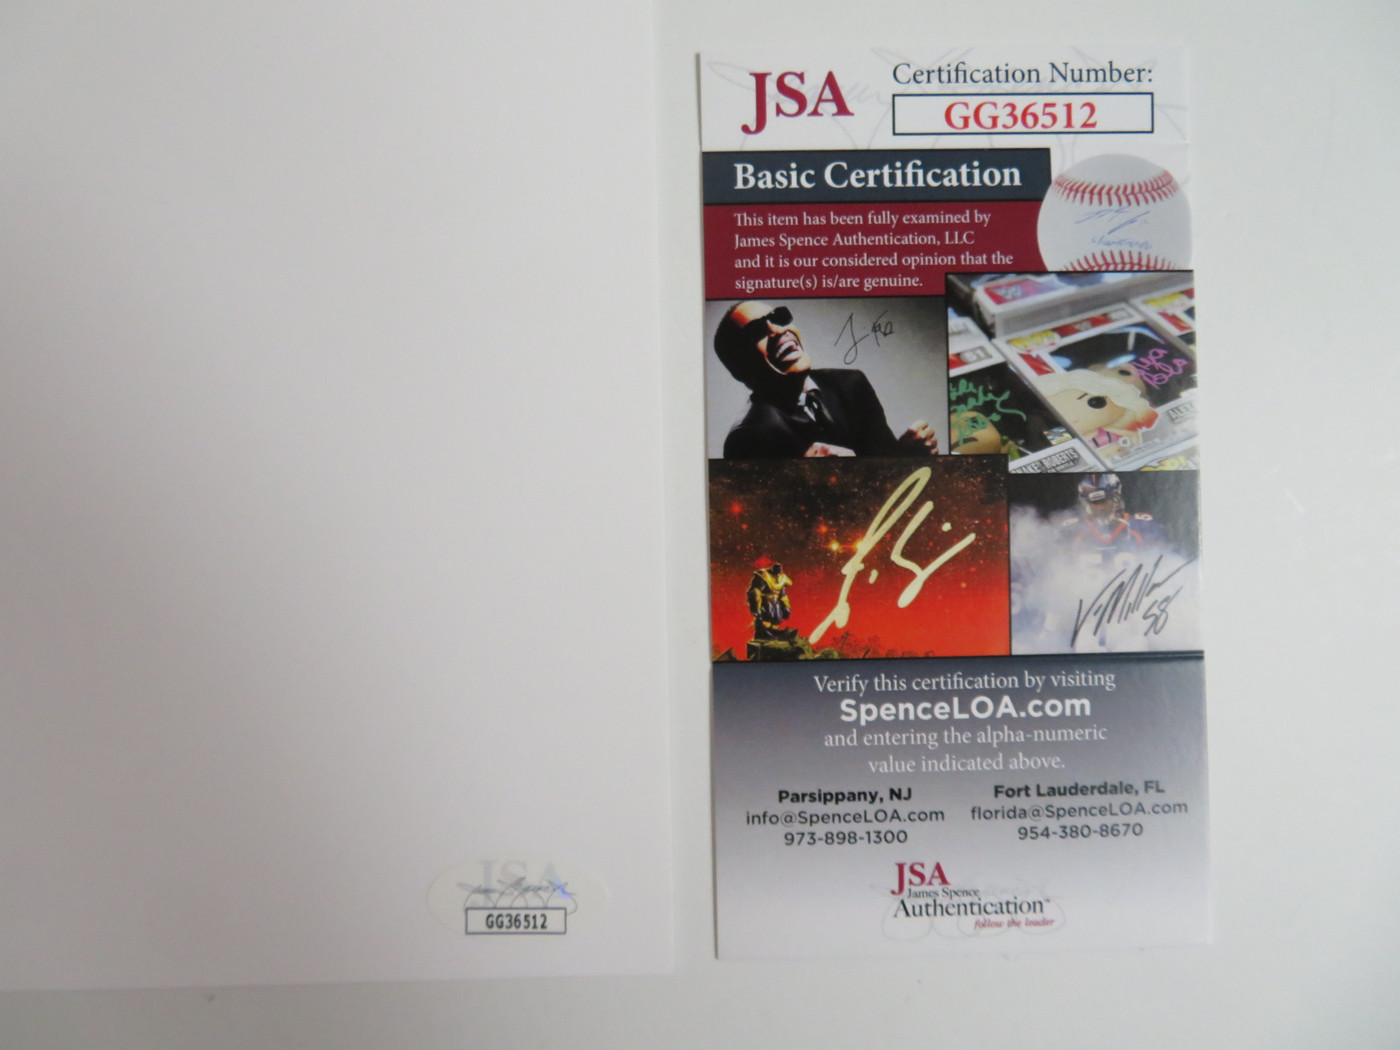 JSA
Certification Number:
GG36512
Basic Certification
This item has been fully examined by
James Spence Authentication, LLC
and it is our considered opinion that the
signature(s) is/are genuine.
V. Miller 58
Verify this certification by visiting
SpenceLOA.com
and entering the alpha-numeric
value indicated above.
Parsippany, NJ
info@SpenceLOA.com
973-898-1300
Fort Lauderdale, FL
florida@SpenceLOA.com
954-380-8670
JSA
James Spence
Authentication™
follow the leader
JSA
GG36512